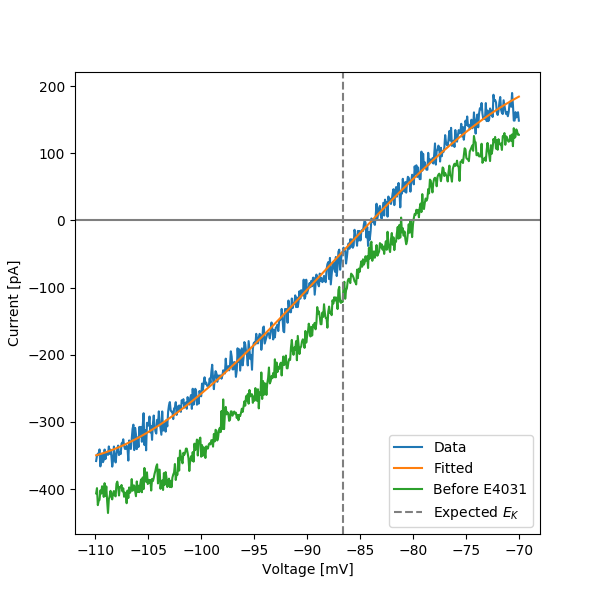 200
100
0
−100
−200
−300
−400
Current [pA]
Data
Fitted
Before E4031
Expected E_K
−110 −105 −100 −95 −90 −85 −80 −75 −70
Voltage [mV]